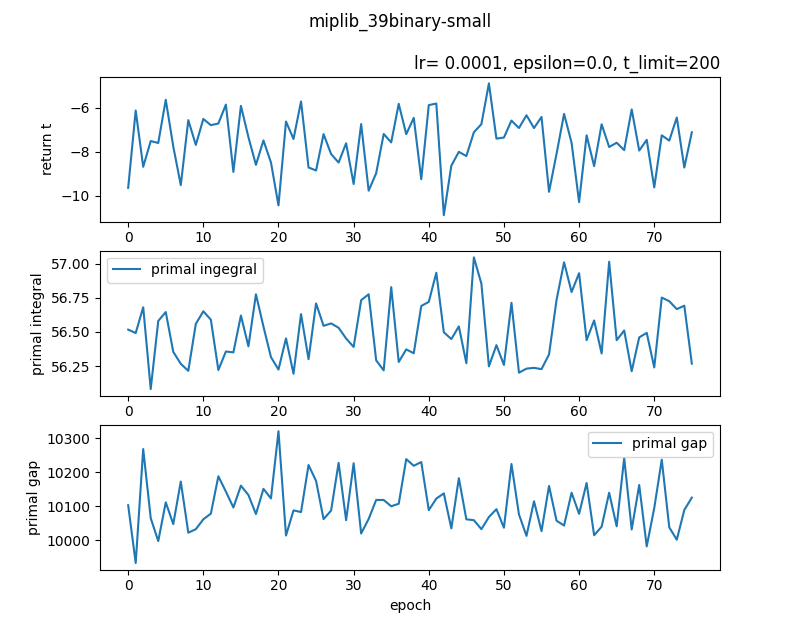 miplib_39binary-small
lr= 0.0001, epsilon=0.0, t_limit=200
return t
−6
−8
−10
0 10 20 30 40 50 60 70
primal integral
57.00
56.75
56.50
56.25
primal ingegral
0 10 20 30 40 50 60 70
primal gap
10300
10200
10100
10000
primal gap
0 10 20 30 40 50 60 70
epoch